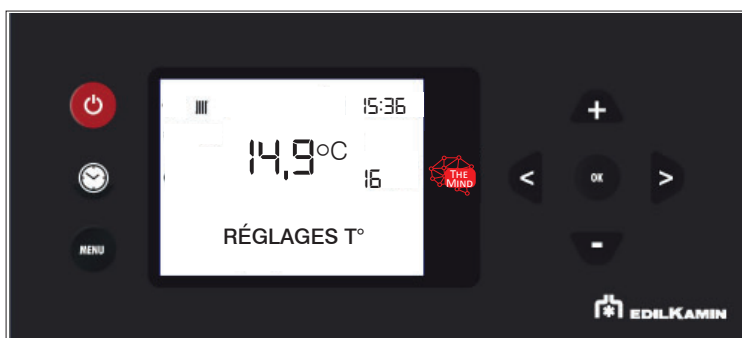 15:36
14,9°C
16
THE
MIND
RÉGLAGES T°
MENU
+
<
OK
>
-
EDILKAMIN